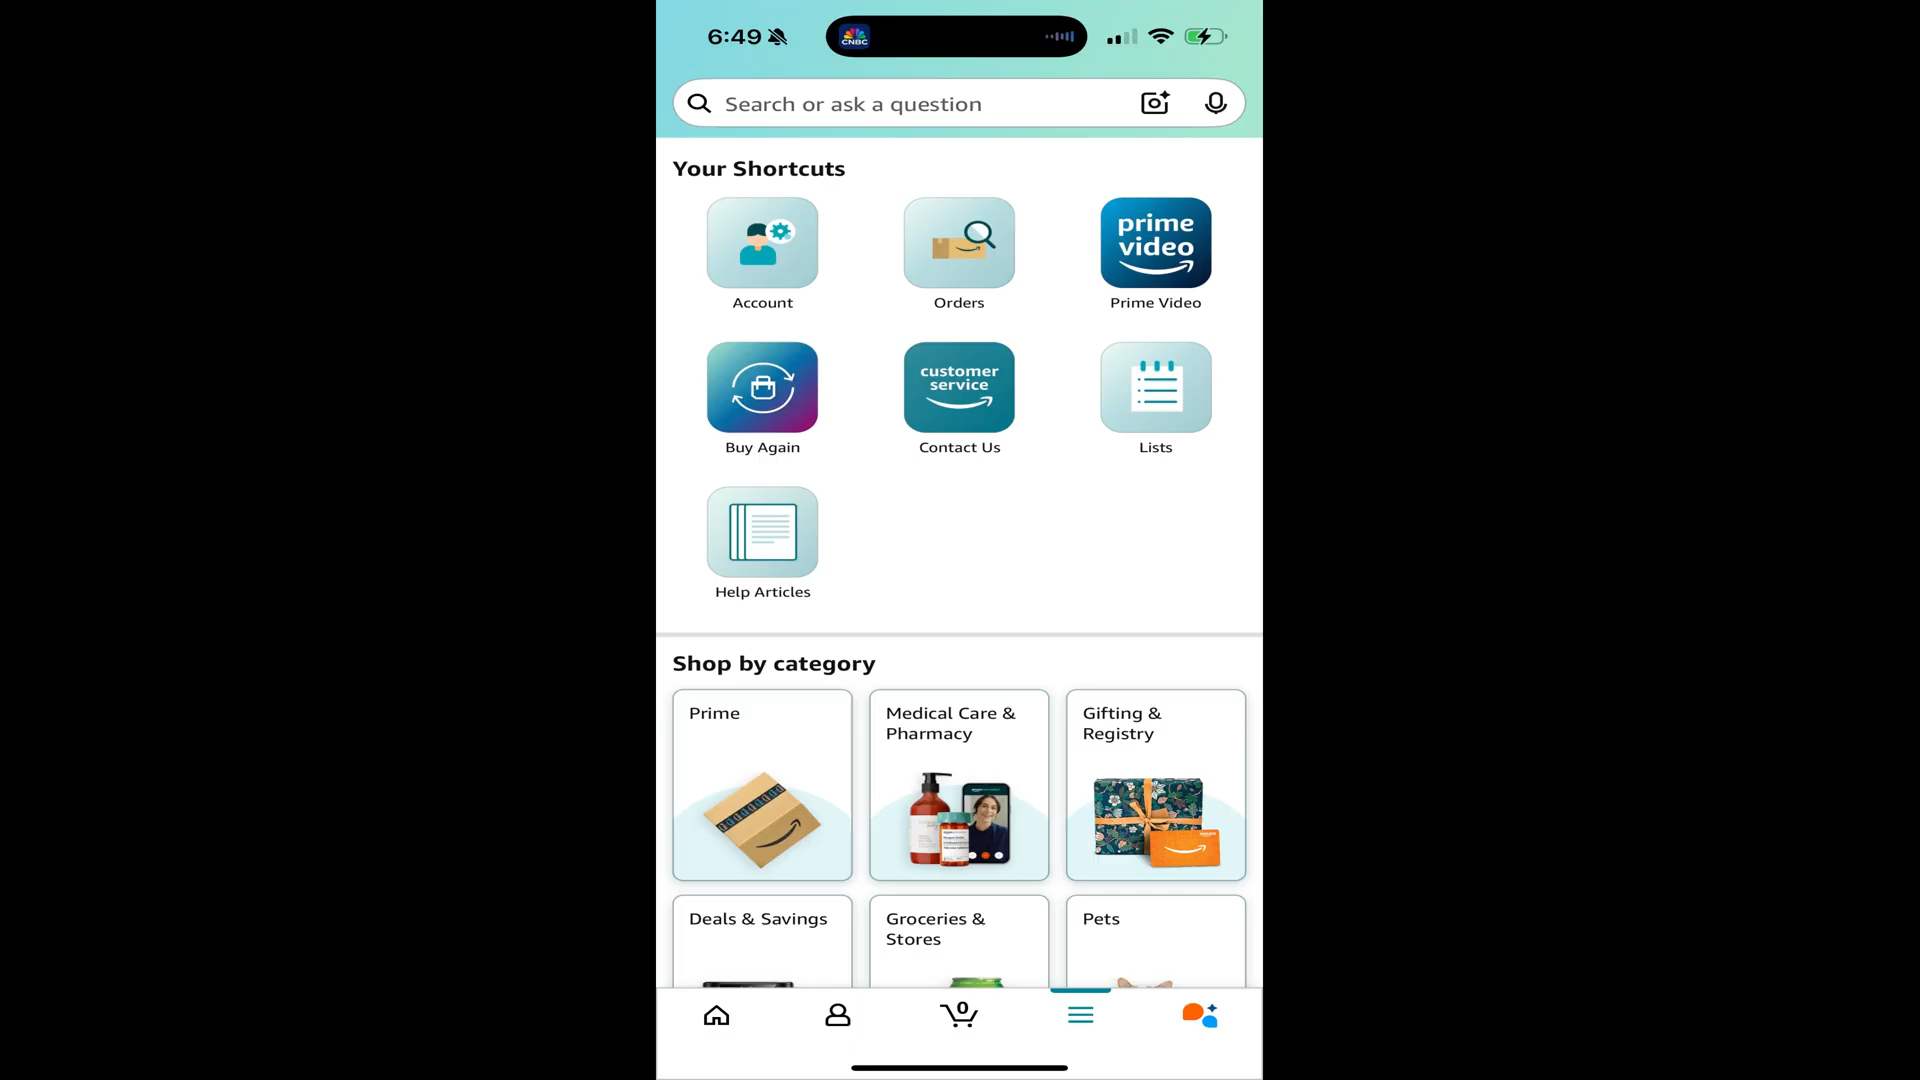 6:49
CNBC
Search or ask a question
Your Shortcuts
prime
video
Account
Orders
Prime Video
customer
service
Buy Again
Contact Us
Lists
Help Articles
Shop by category
Prime
Medical Care &
Pharmacy
Gifting &
Registry
Deals & Savings
Groceries &
Stores
Pets
0